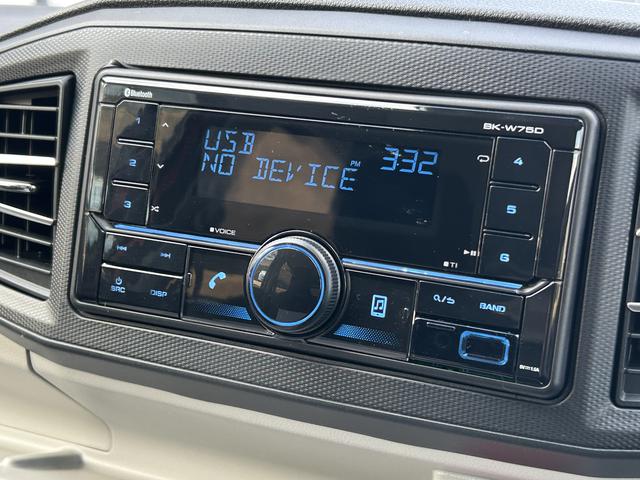 Bluetooth
BK-W75D
1
2
3
USB
NO DEVICE
PM 3:32
4
5
6
VOICE
TI
SRC
DISP
BAND